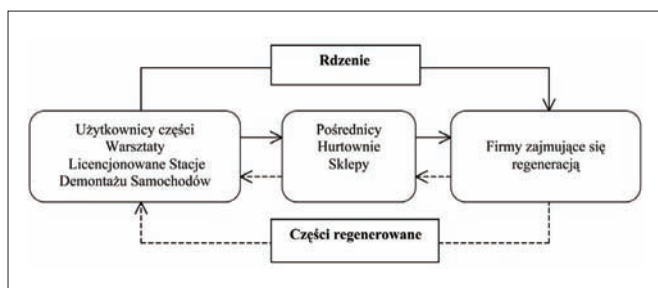 Rdzenie
Użytkownicy części
Warsztaty
Licencjonowane Stacje
Demontażu Samochodów
Pośrednicy
Hurtownie
Sklepy
Firmy zajmujące się
regeneracją
Części regenerowane